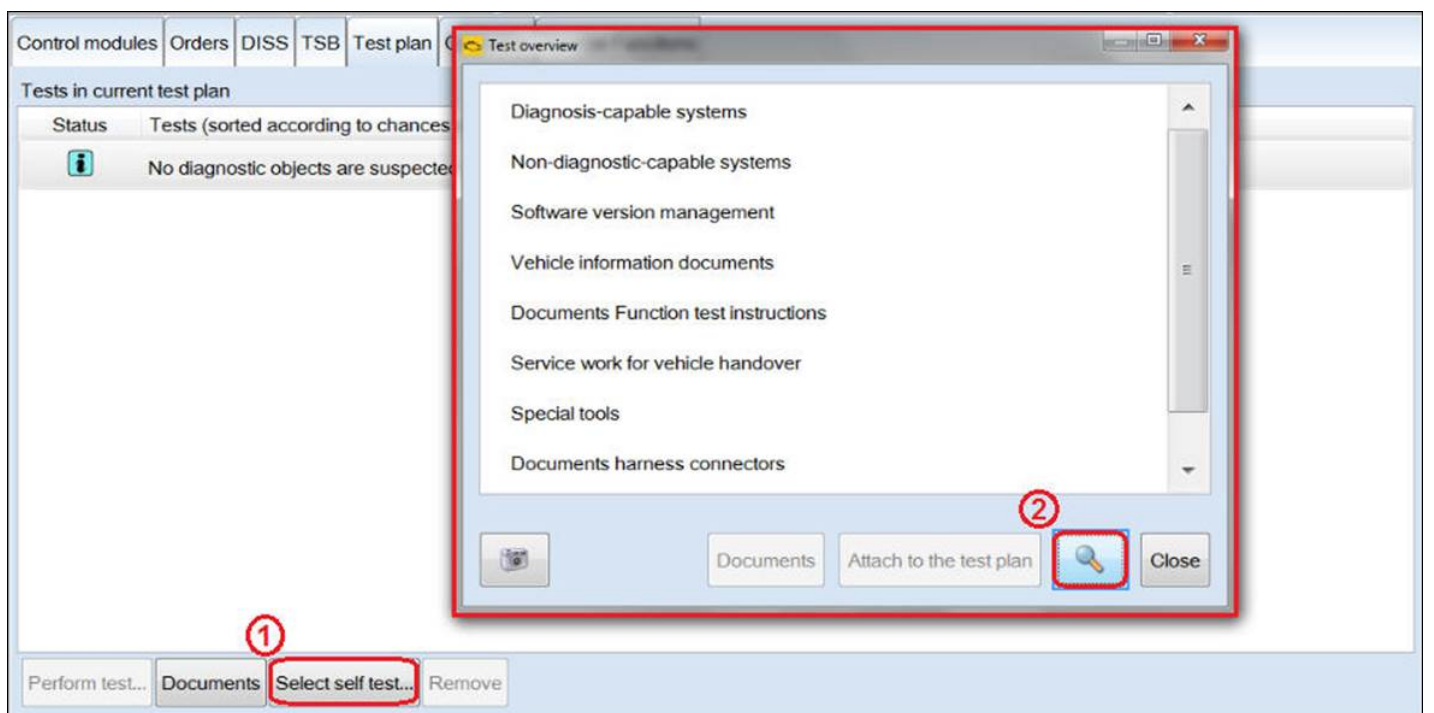 Control modules Orders DISS TSB Test plan
Test overview
Tests in current test plan
Status Tests (sorted according to chances
No diagnostic objects are suspected
Diagnosis-capable systems
Non-diagnostic-capable systems
Software version management
Vehicle information documents
Documents Function test instructions
Service work for vehicle handover
Special tools
Documents harness connectors
2
Documents Attach to the test plan Close
1
Perform test... Documents Select self test... Remove